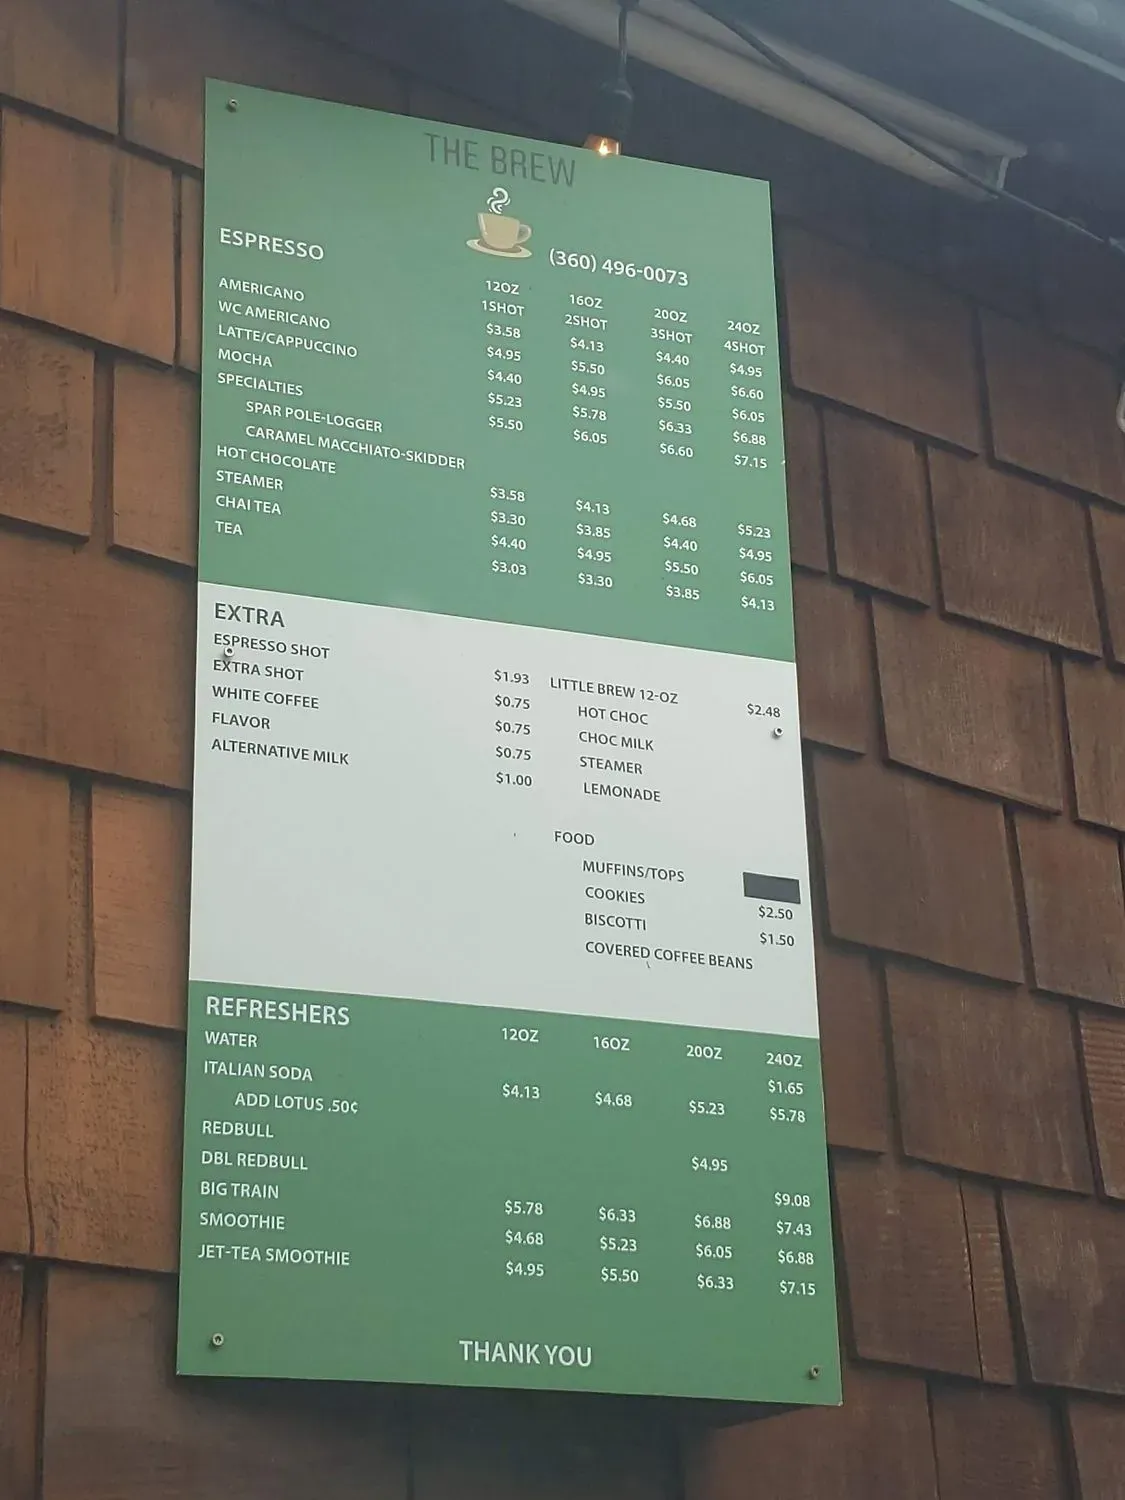 THE BREW
(360) 496-0073
ESPRESSO 12OZ 16OZ 20OZ 24OZ
1SHOT 2SHOT 3SHOT 4SHOT
AMERICANO $3.58 $4.13 $4.40 $4.95
WC AMERICANO $4.95 $5.50 $6.05 $6.60
LATTE/CAPPUCCINO $4.40 $4.95 $5.50 $6.05
MOCHA $5.23 $5.78 $6.33 $6.88
SPECIALTIES $5.50 $6.05 $6.60 $7.15
SPAR POLE-LOGGER
CARAMEL MACCHIATO-SKIDDER
HOT CHOCOLATE $3.58 $4.13 $4.68 $5.23
STEAMER $3.30 $3.85 $4.40 $4.95
CHAI TEA $4.40 $4.95 $5.50 $6.05
TEA $3.03 $3.30 $3.85 $4.13
EXTRA
ESPRESSO SHOT $1.93
EXTRA SHOT $0.75
WHITE COFFEE $0.75
FLAVOR $0.75
ALTERNATIVE MILK $1.00
LITTLE BREW 12-OZ $2.48
HOT CHOC
CHOC MILK
STEAMER
LEMONADE
FOOD
MUFFINS/TOPS
COOKIES $2.50
BISCOTTI $1.50
COVERED COFFEE BEANS
REFRESHERS 12OZ 16OZ 20OZ 24OZ
WATER $1.65
ITALIAN SODA $4.13 $4.68 $5.23 $5.78
ADD LOTUS .50¢
REDBULL $4.95
DBL REDBULL $9.08
BIG TRAIN $5.78 $6.33 $6.88 $7.43
SMOOTHIE $4.68 $5.23 $6.05 $6.88
JET-TEA SMOOTHIE $4.95 $5.50 $6.33 $7.15
THANK YOU